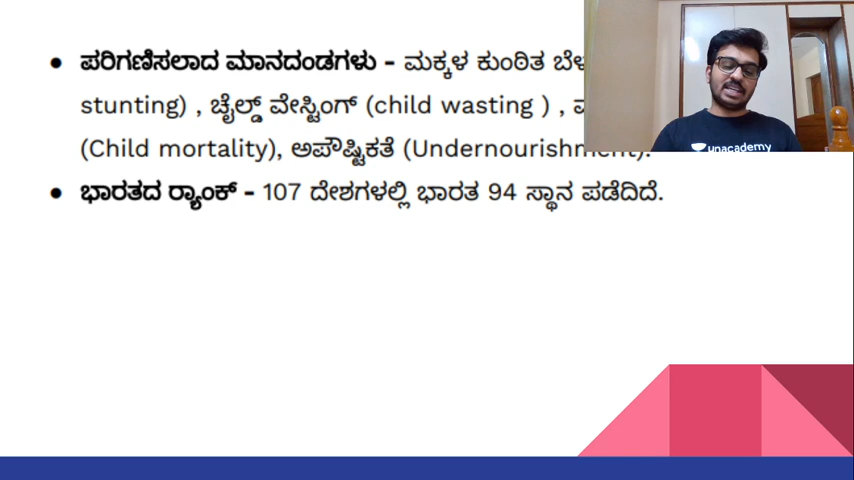 ಪರಿಗಣಿಸಲಾದ ಮಾನದಂಡಗಳು - ಮಕ್ಕಳ ಕುಂಠಿತ
stunting) , ಚೈಲ್ಡ್ ವೇಸ್ಟಿಂಗ್ (child wasting ) ,
(Child mortality), ಅಪೌಷ್ಟಿಕತೆ (Undernourishment).
ಭಾರತದ ರ‍್ಯಾಂಕ್ - 107 ದೇಶಗಳಲ್ಲಿ ಭಾರತ 94 ಸ್ಥಾನ ಪಡೆದಿದೆ.
unacademy